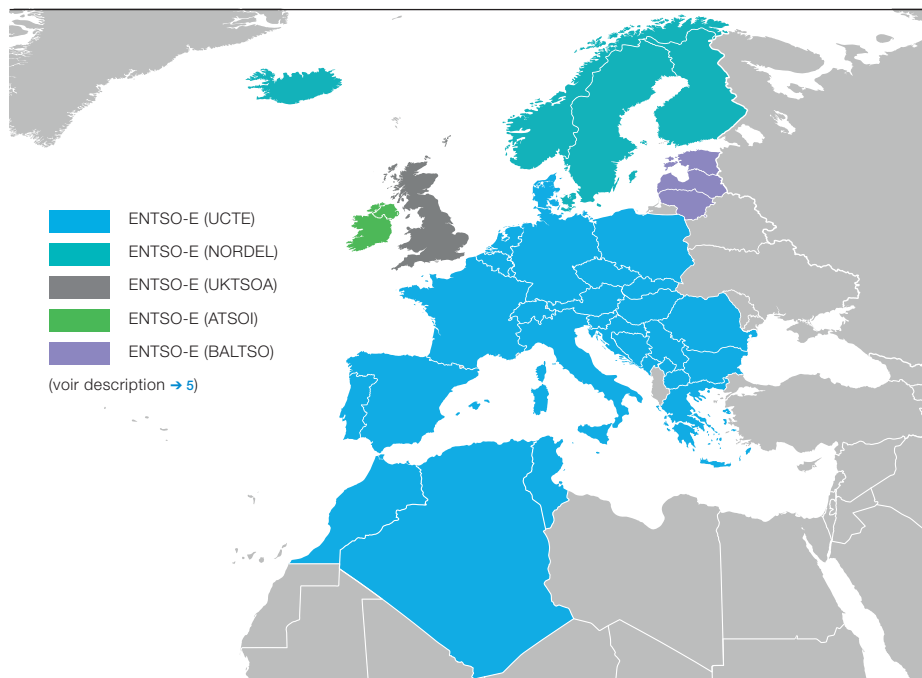 ENTSO-E (UCTE)
ENTSO-E (NORDEL)
ENTSO-E (UKTSOA)
ENTSO-E (ATSOI)
ENTSO-E (BALTSO)
(voir description ➔ 5)